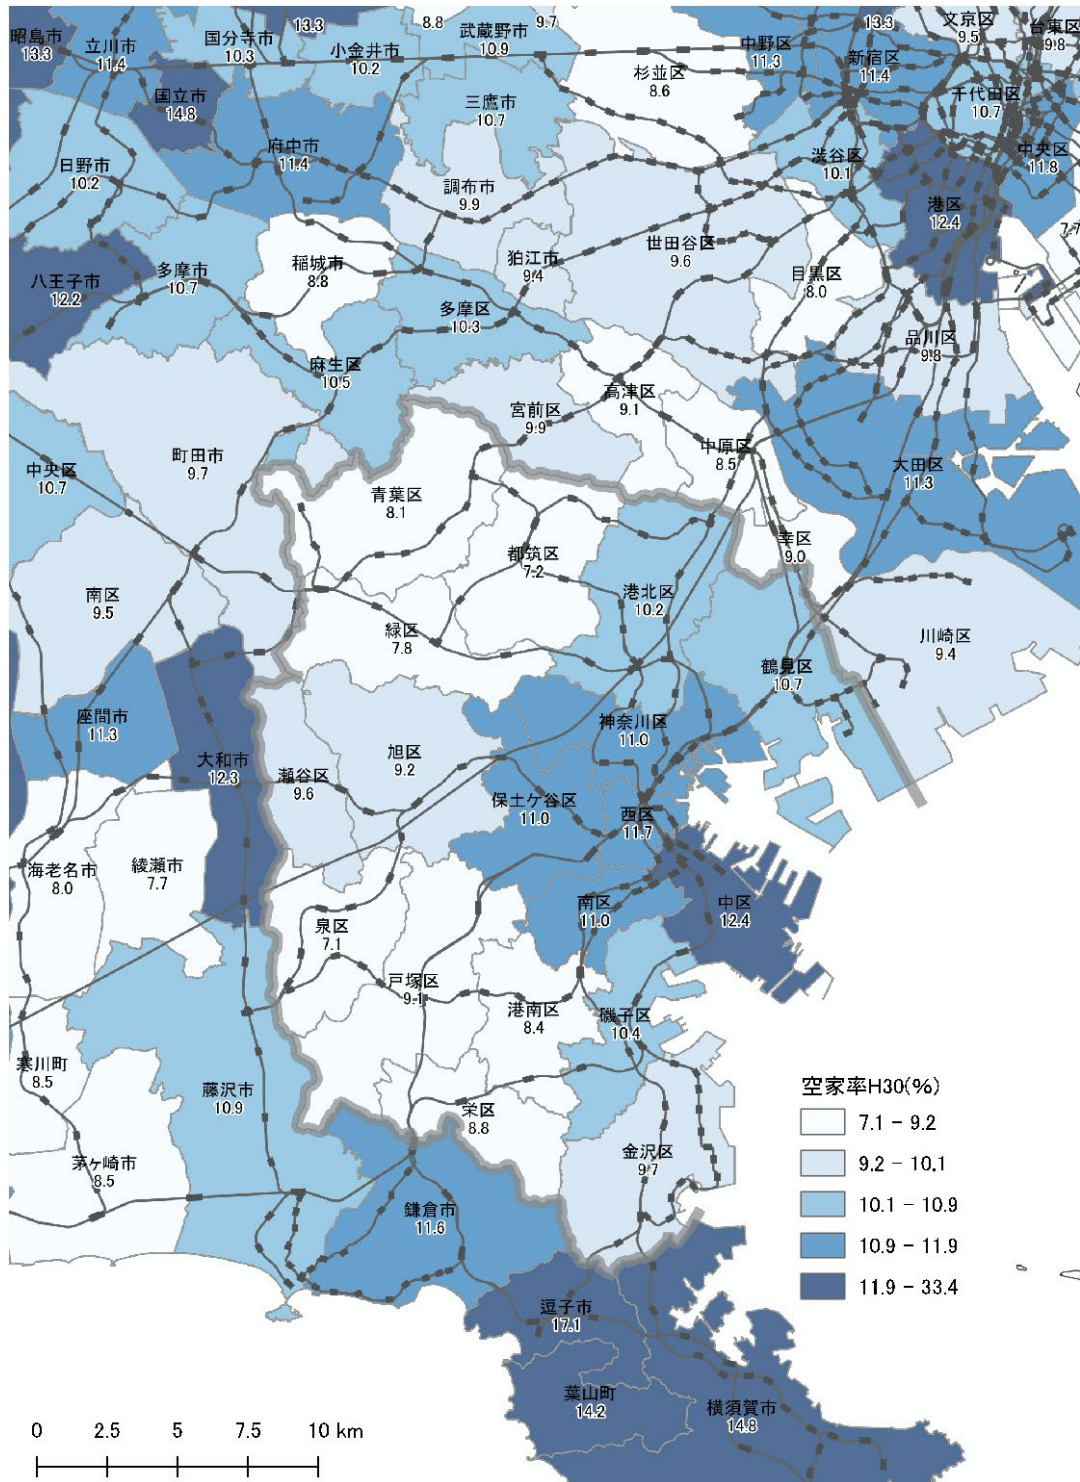 8.8
9.7
昭島市
13.3
立川市
11.4
国分寺市
10.3
13.3
小金井市
10.2
武蔵野市
10.9
中野区
11.3
13.3
新宿区
11.4
文京区
9.5
台東区
9.8
国立市
14.8
三鷹市
10.7
杉並区
8.6
千代田区
10.7
日野市
10.2
府中市
11.4
渋谷区
10.1
中央区
11.8
調布市
9.9
港区
12.4
7.7
八王子市
12.2
多摩市
10.7
稲城市
8.8
狛江市
9.4
世田谷区
9.6
目黒区
8.0
多摩区
10.3
品川区
9.8
麻生区
10.5
高津区
9.1
宮前区
9.9
中原区
8.5
町田市
9.7
中央区
10.7
大田区
11.3
青葉区
8.1
都筑区
7.2
幸区
9.0
南区
9.5
港北区
10.2
緑区
7.8
川崎区
9.4
鶴見区
10.7
座間市
11.3
神奈川区
11.0
大和市
12.3
瀬谷区
9.6
旭区
9.2
保土ケ谷区
11.0
西区
11.7
海老名市
8.0
綾瀬市
7.7
泉区
7.1
南区
11.0
中区
12.4
戸塚区
9.1
港南区
8.4
磯子区
10.4
寒川町
8.5
藤沢市
10.9
栄区
8.8
茅ヶ崎市
8.5
鎌倉市
11.6
金沢区
9.7
逗子市
17.1
葉山町
14.2
横須賀市
14.8
空家率H30(%)
7.1 - 9.2
9.2 - 10.1
10.1 - 10.9
10.9 - 11.9
11.9 - 33.4
0 2.5 5 7.5 10 km